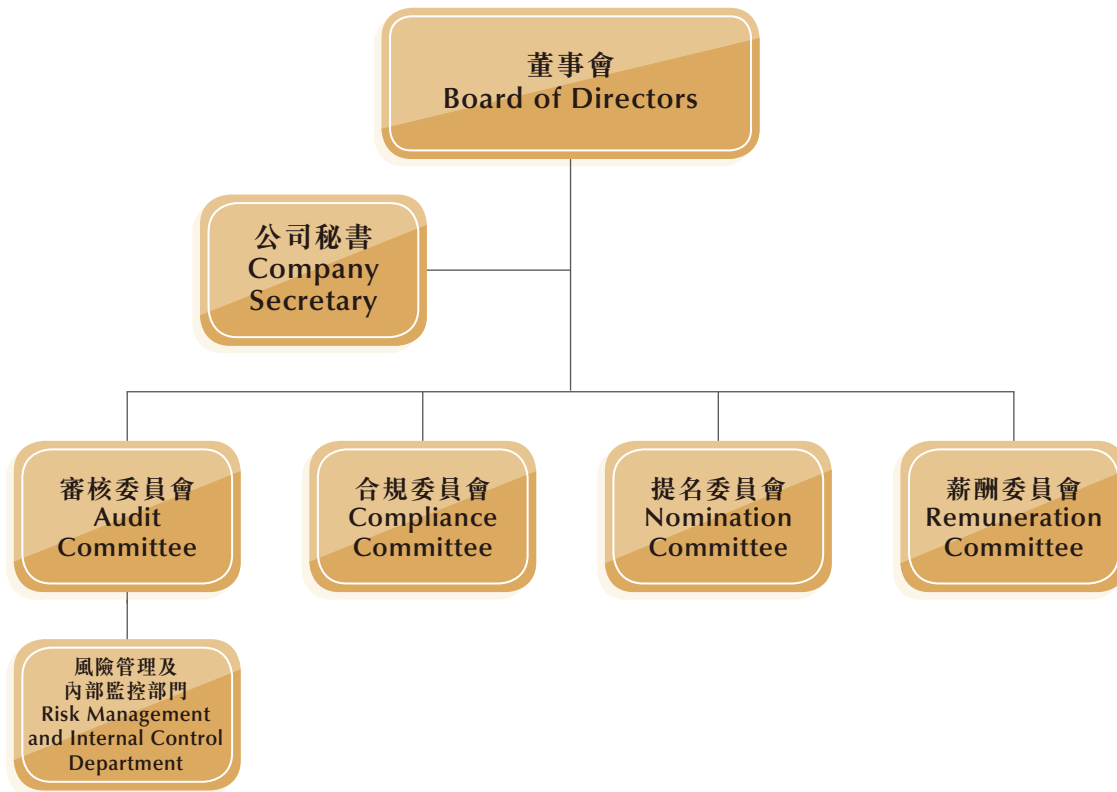 董事會
Board of Directors
公司秘書
Company
Secretary
審核委員會
Audit
Committee
合規委員會
Compliance
Committee
提名委員會
Nomination
Committee
薪酬委員會
Remuneration
Committee
風險管理及
內部監控部門
Risk Management
and Internal Control
Department